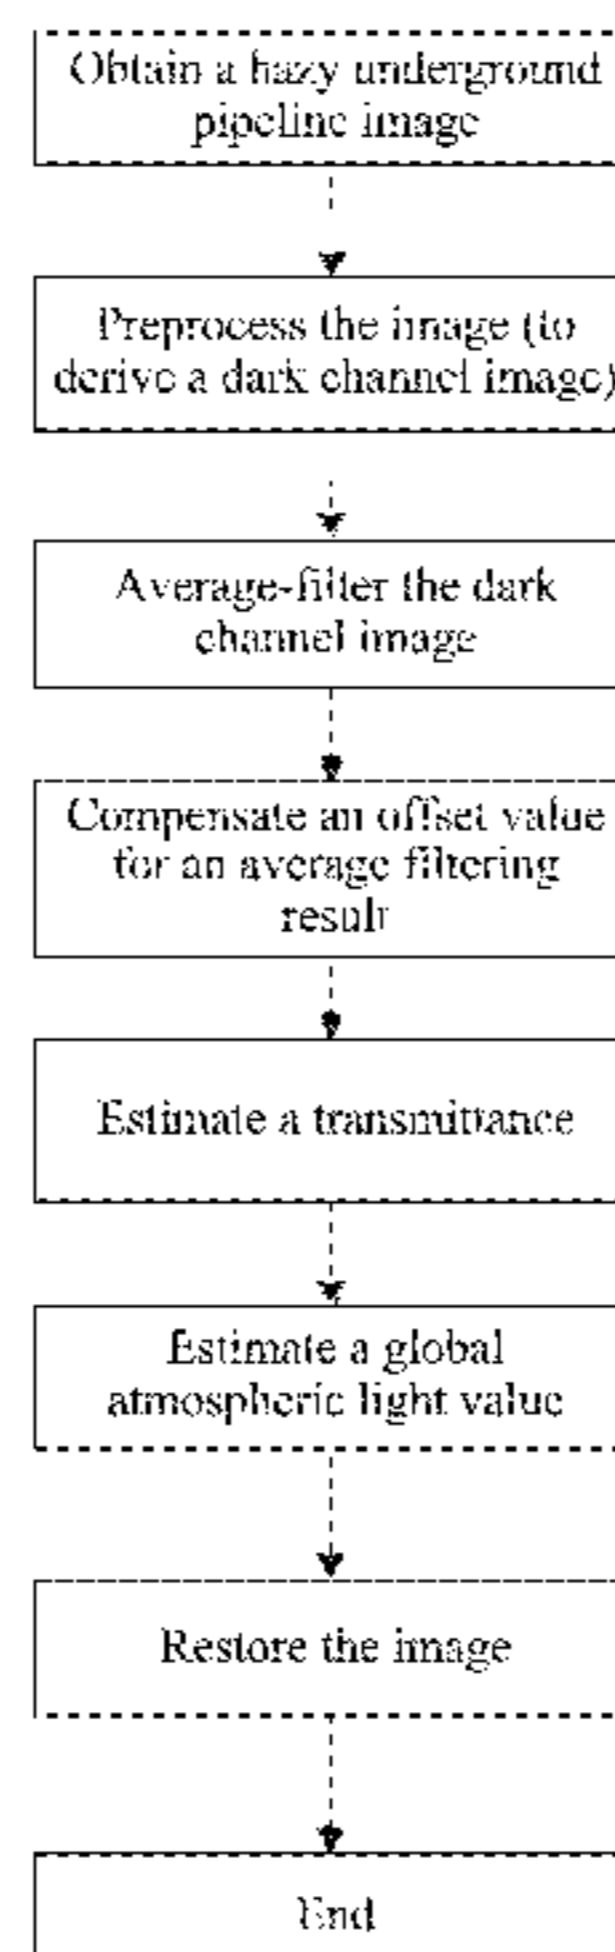 Obtain a hazy underground
pipeline image
Preprocess the image (to
derive a dark channel image)
Average-filter the dark
channel image
Compensate an offset value
for an average filtering
result
Estimate a transmittance
Estimate a global
atmospheric light value
Restore the image
End